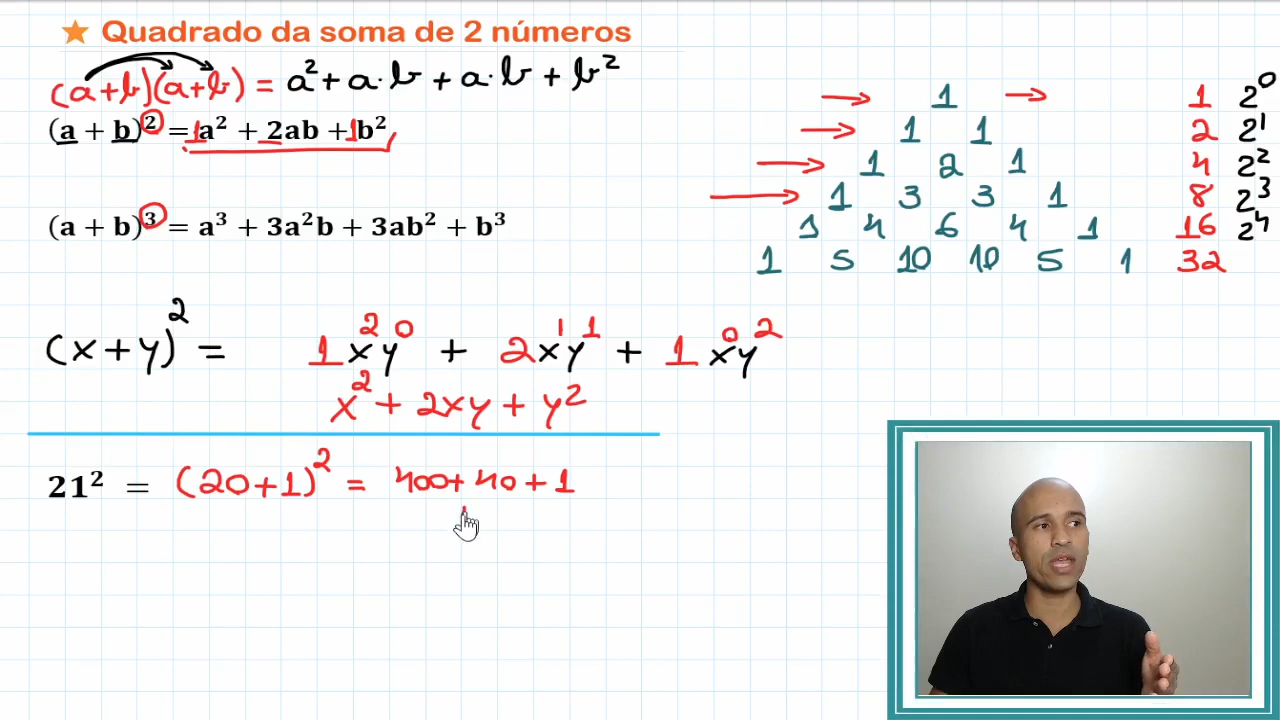 Quadrado da soma de 2 números
(a+b)(a+b) = a² + a·b + a·b + b²
(a + b)² = 1a² + 2ab + 1b²
(a + b)³ = a³ + 3a²b + 3ab² + b³
1 1 2⁰
1 1 2 2¹
1 2 1 4 2²
1 3 3 1 8 2³
1 4 6 4 1 16 2⁴
1 5 10 10 5 1 32
(x+y)² = 1x²y⁰ + 2x¹y¹ + 1x⁰y²
x² + 2xy + y²
21² = (20+1)² = 400+40+1